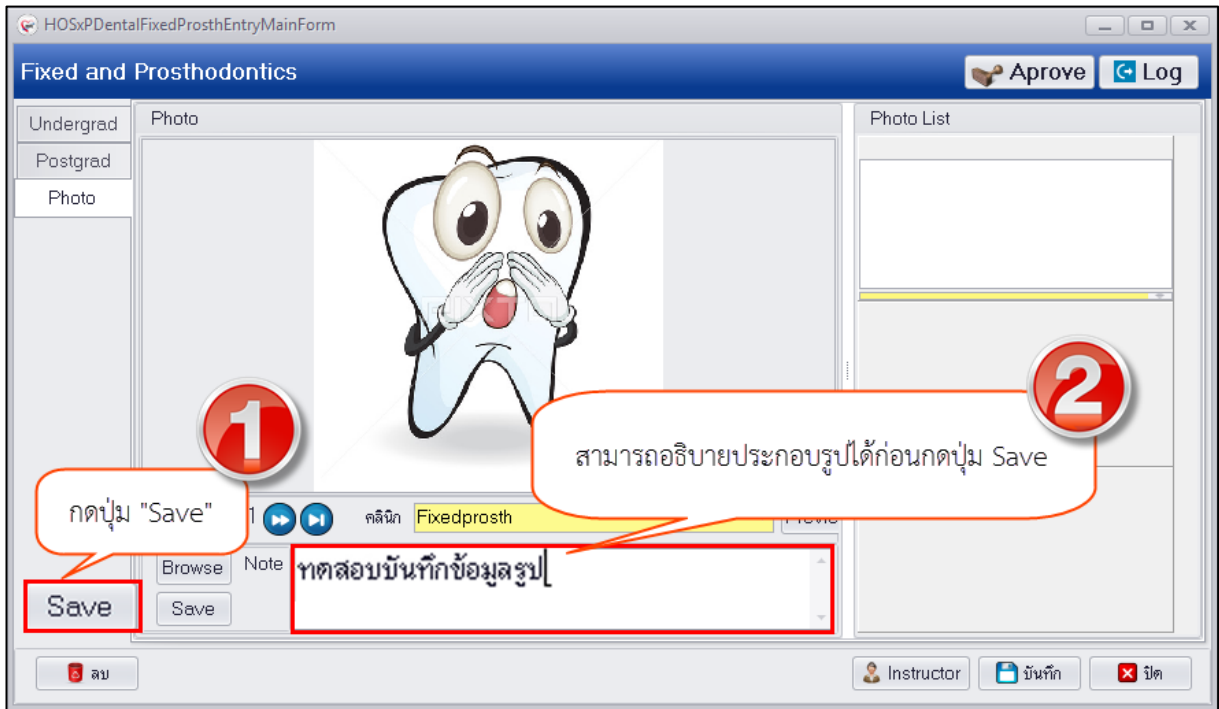 HOSxPDentalFixedProsthEntryMainForm
Fixed and Prosthodontics
Aprove
Log
Undergrad
Postgrad
Photo
Photo
Photo List
1
2
สามารถอธิบายประกอบรูปได้ก่อนกดปุ่ม Save
กดปุ่ม "Save"
1
คลินิก
Fixedprosth
Browse
Note
ทดสอบบันทึกข้อมูลรูป
Save
Save
ลบ
Instructor
บันทึก
ปิด